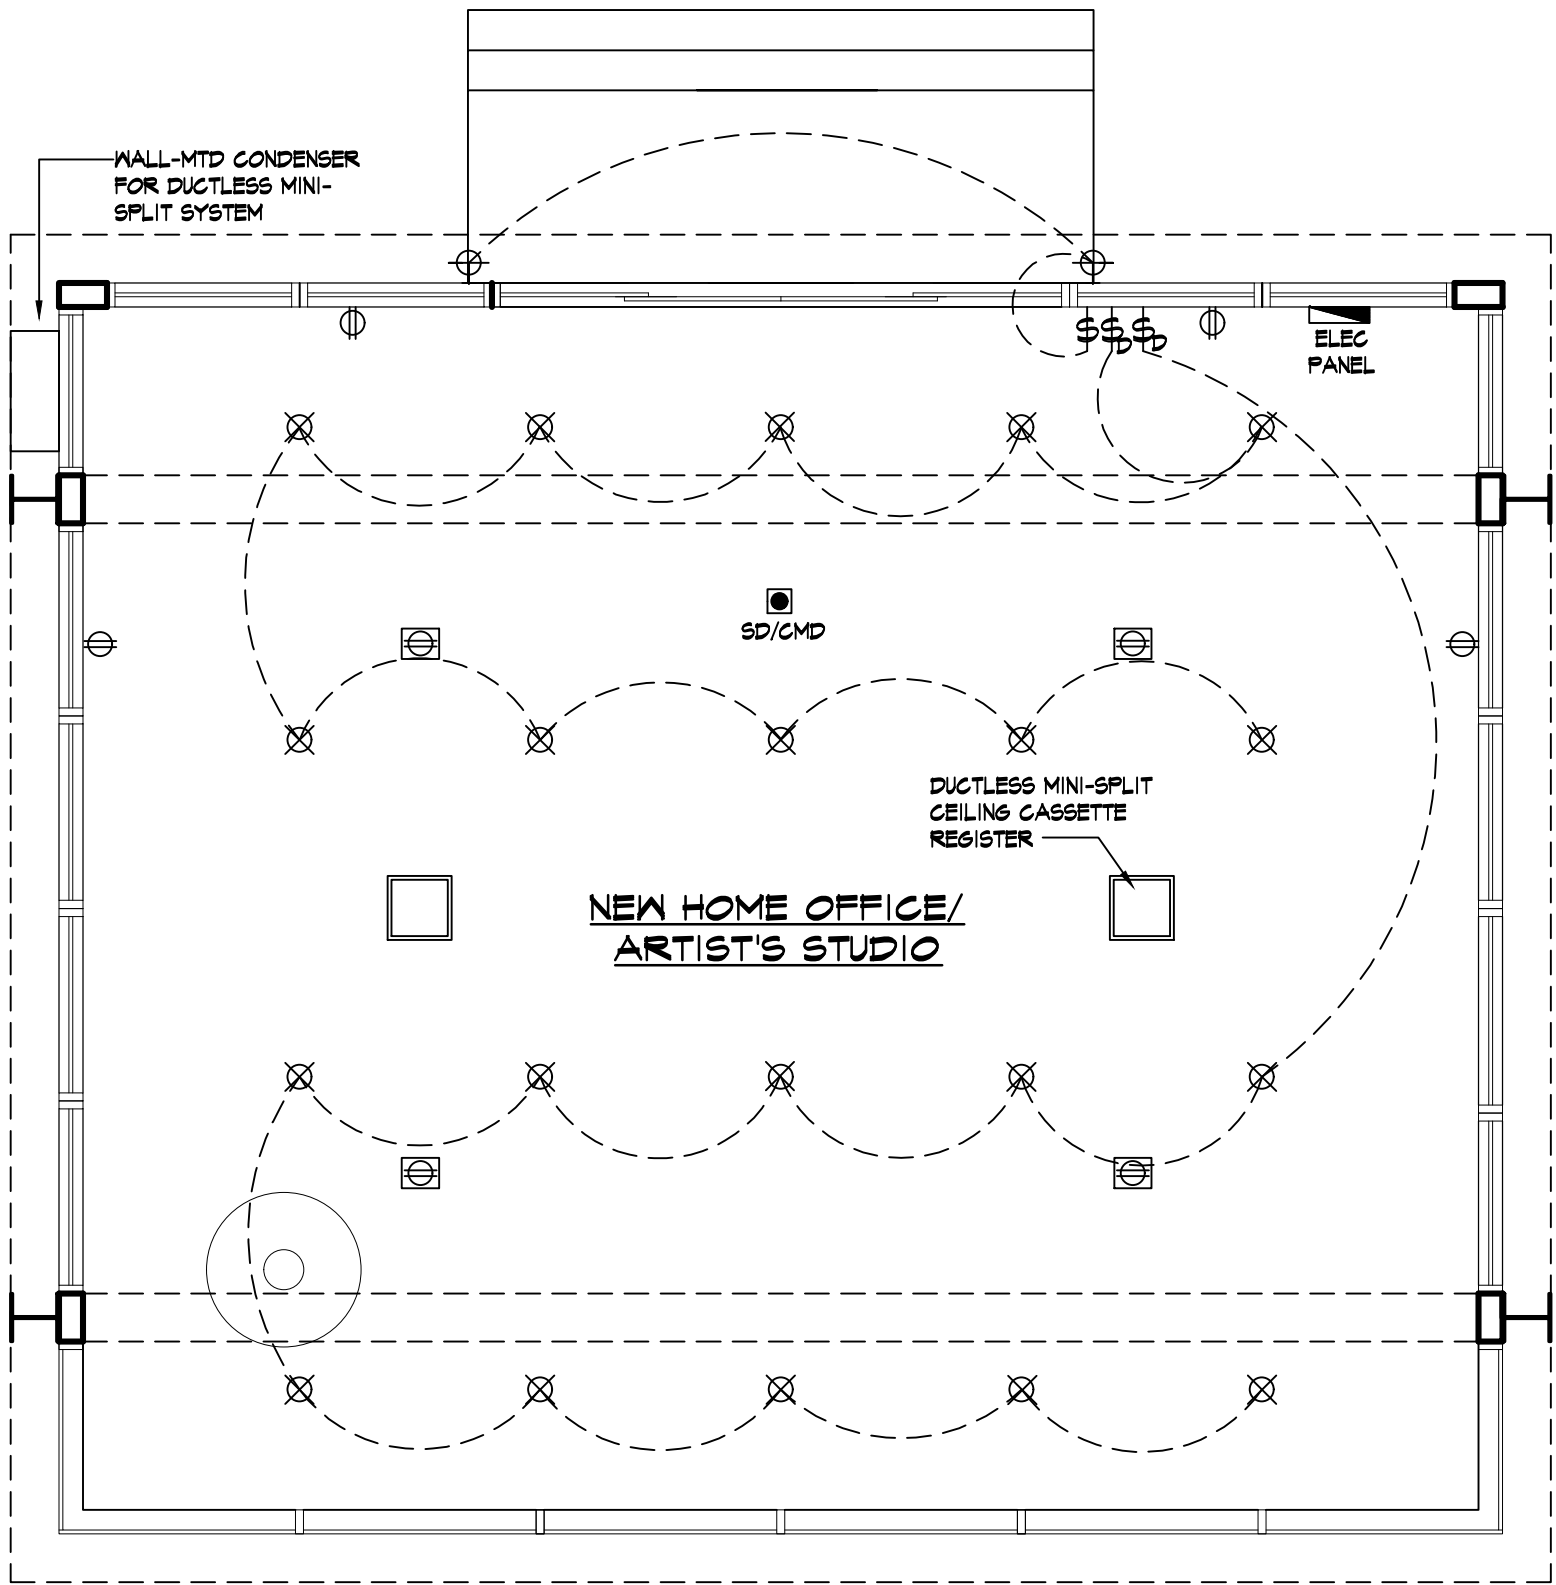 WALL-MTD CONDENSER
FOR DUCTLESS MINI-
SPLIT SYSTEM
$ $D $D
ELEC
PANEL
SD/CMD
DUCTLESS MINI-SPLIT
CEILING CASSETTE
REGISTER
NEW HOME OFFICE/
ARTIST'S STUDIO